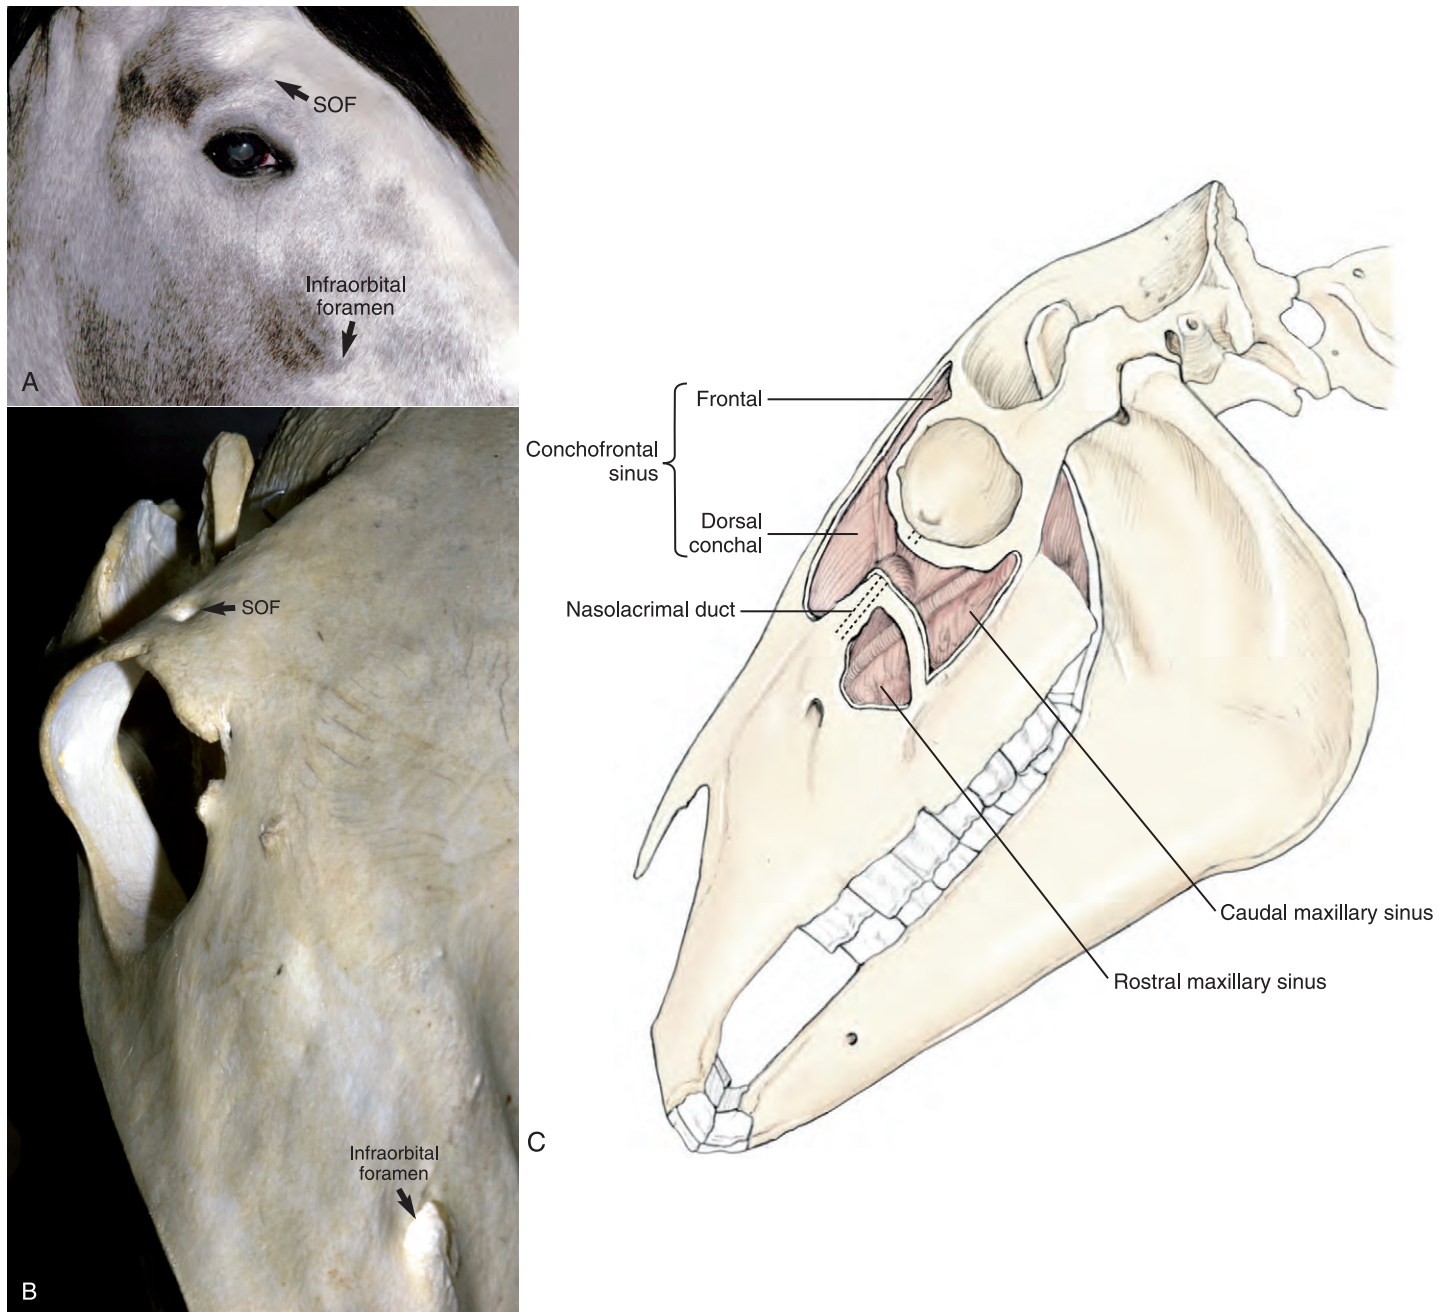 SOF
Infraorbital
foramen
A
SOF
Infraorbital
foramen
B
Frontal
Conchofrontal
sinus
Dorsal
conchal
Nasolacrimal duct
Caudal maxillary sinus
Rostral maxillary sinus
C